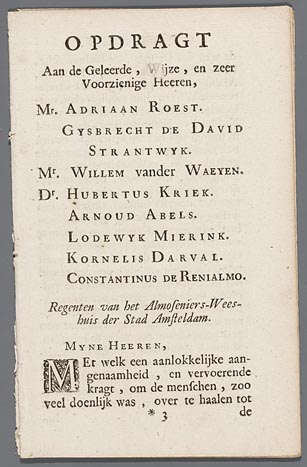 OPDRAGT
Aan de Geleerde, Wijze, en zeer
Voorzienige Heeren,
Mr. ADRIAAN ROEST.
GYSBRECHT DE DAVID
STRANTWYK.
Mr. WILLEM vander WAEYEN.
Dr. HUBERTUS KRIEK.
ARNOUD ABELS.
LODEWYK MIERINK.
KORNELIS DARVAL.
CONSTANTINUS DE RENIALMO.
Regenten van het Almoseniers-Wees-
huis der Stad Amsteldam.
MYNE HEEREN,
MEt welk een aanlokkelijke aan-
genaamheid, en vervoerende
kragt, om de menschen, zoo
veel doenlijk was, over te haalen tot
*3 de